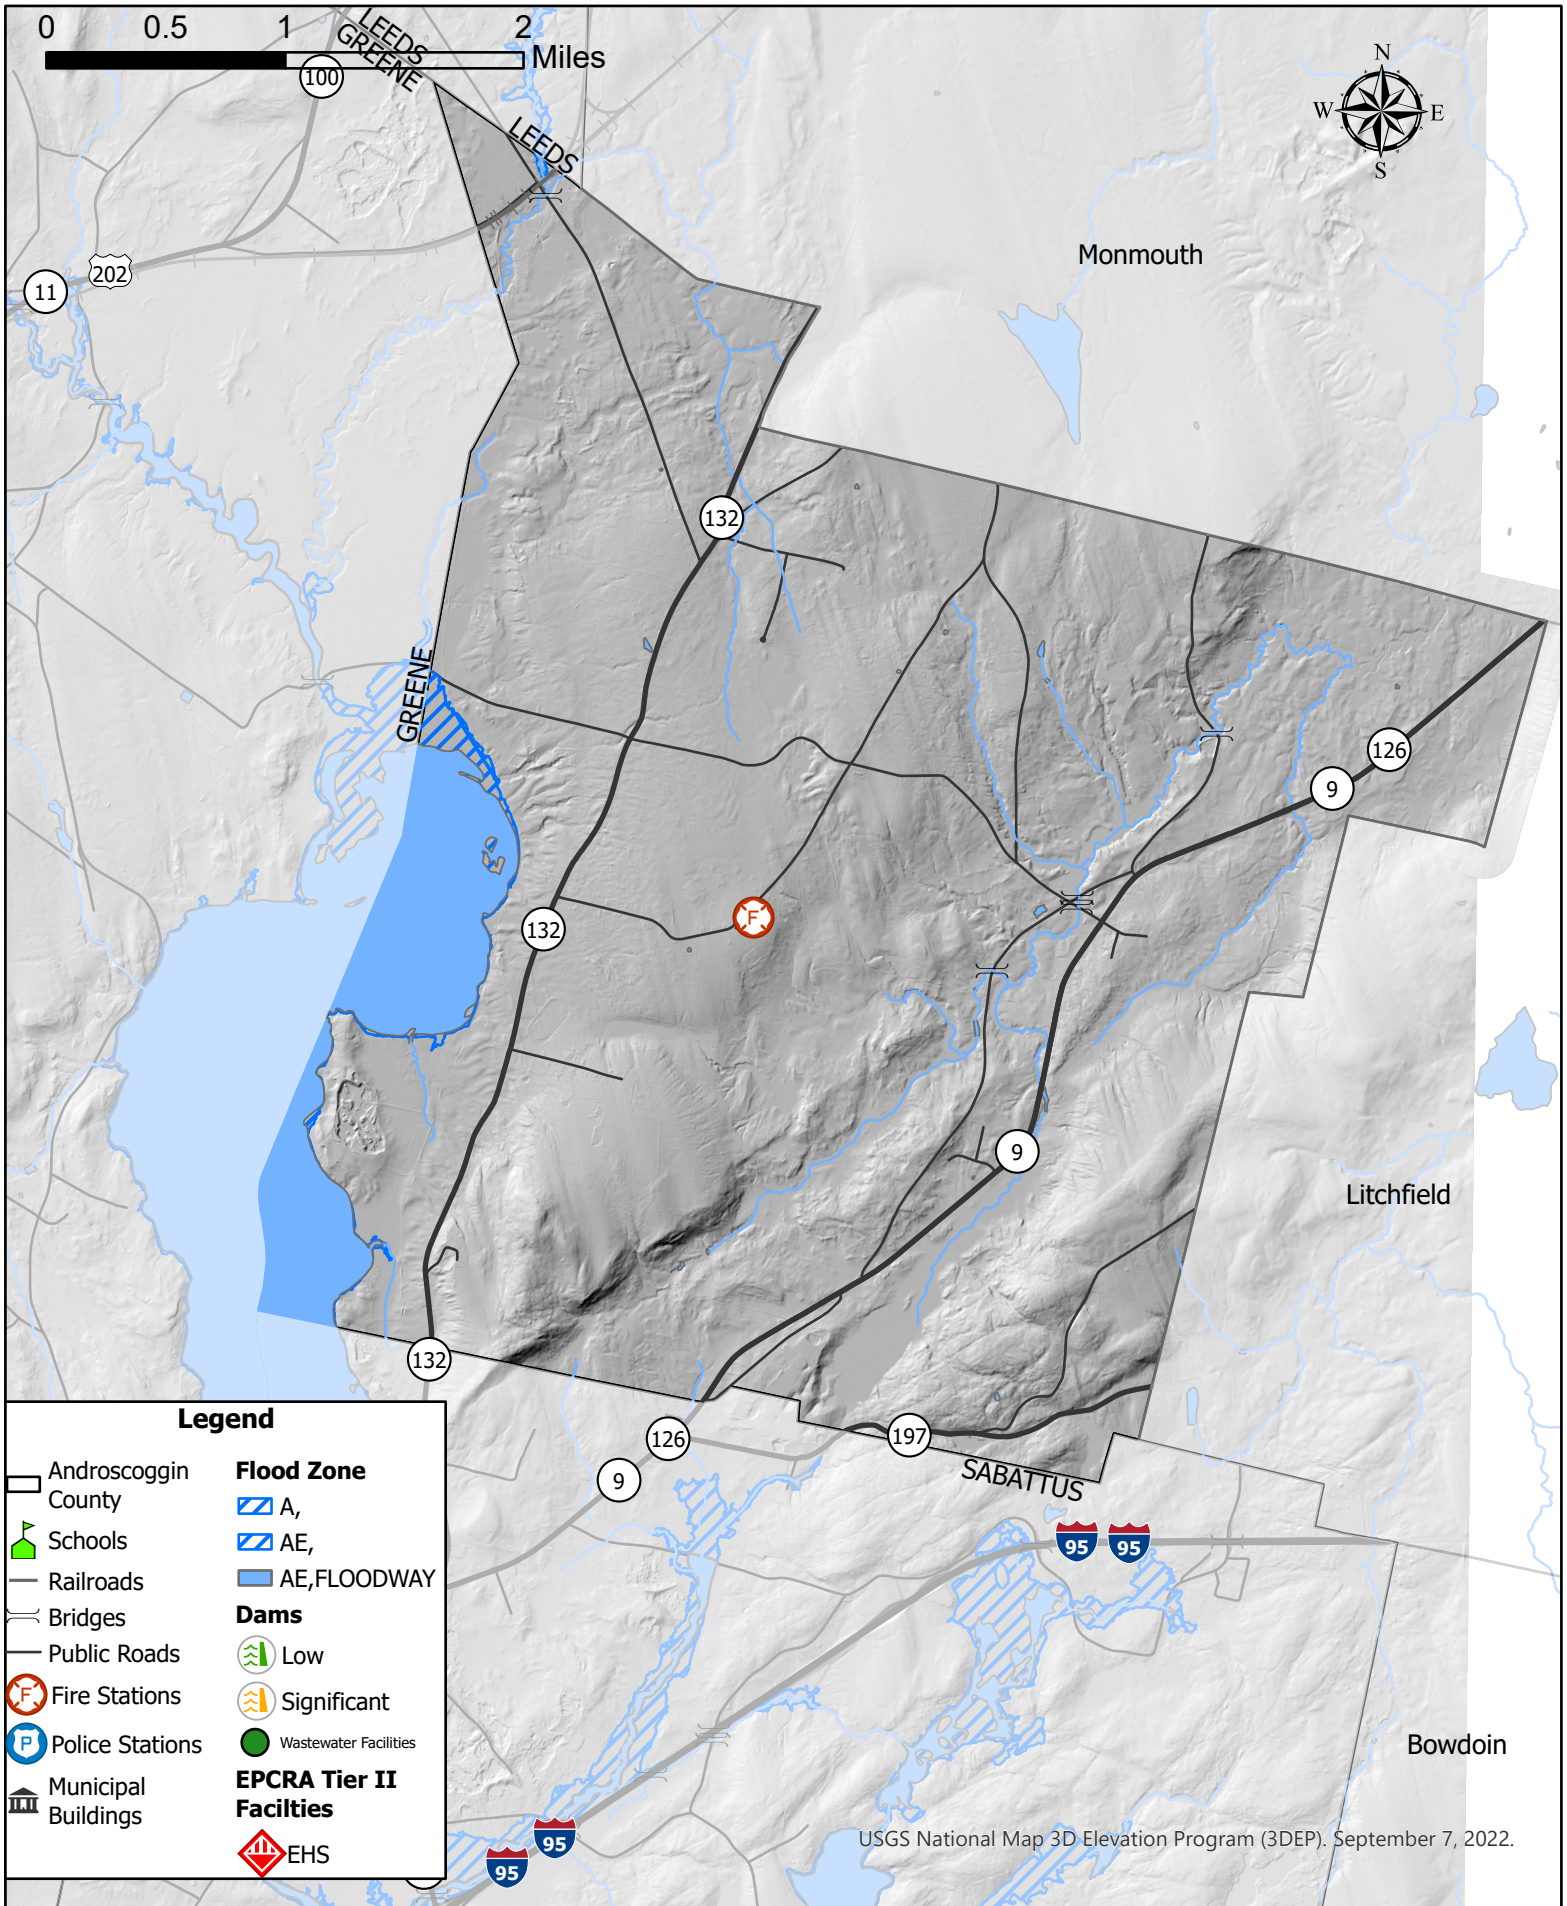 0 0.5 1 2
Miles
LEEDS
GREENE
100
LEEDS
N
W E
S
Monmouth
202
11
132
GREENE
126
9
132
9
Litchfield
132
197
126
9
SABATTUS
95 95
Bowdoin
95
95
USGS National Map 3D Elevation Program (3DEP). September 7, 2022.
Legend
Androscoggin
County
Schools
Railroads
Bridges
Public Roads
F Fire Stations
P Police Stations
Municipal
Buildings
Flood Zone
A,
AE,
AE,FLOODWAY
Dams
Low
Significant
Wastewater Facilities
EPCRA Tier II
Facilties
EHS
F